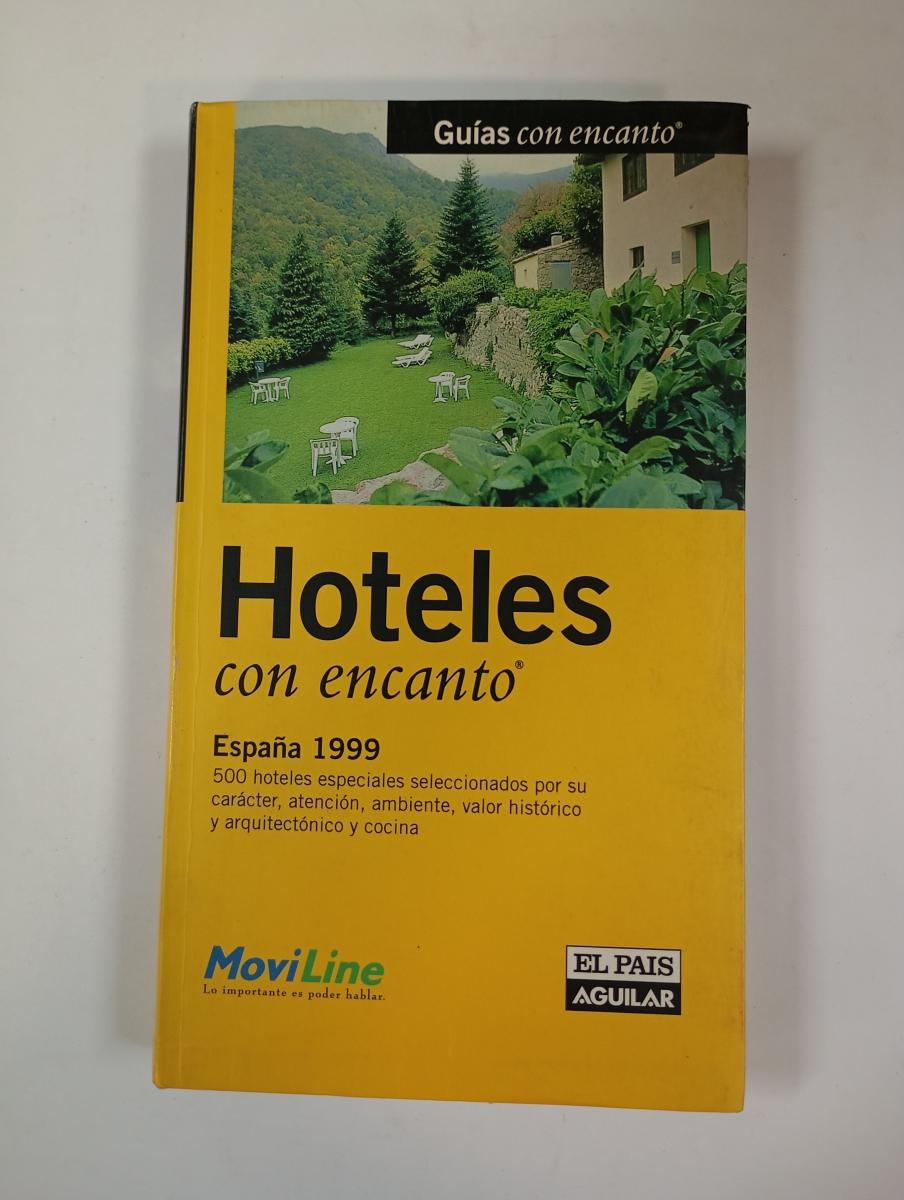 Guías con encanto®
Hoteles
con encanto®
España 1999
500 hoteles especiales seleccionados por su
carácter, atención, ambiente, valor histórico
y arquitectónico y cocina
MoviLine
Lo importante es poder hablar.
EL PAIS
AGUILAR